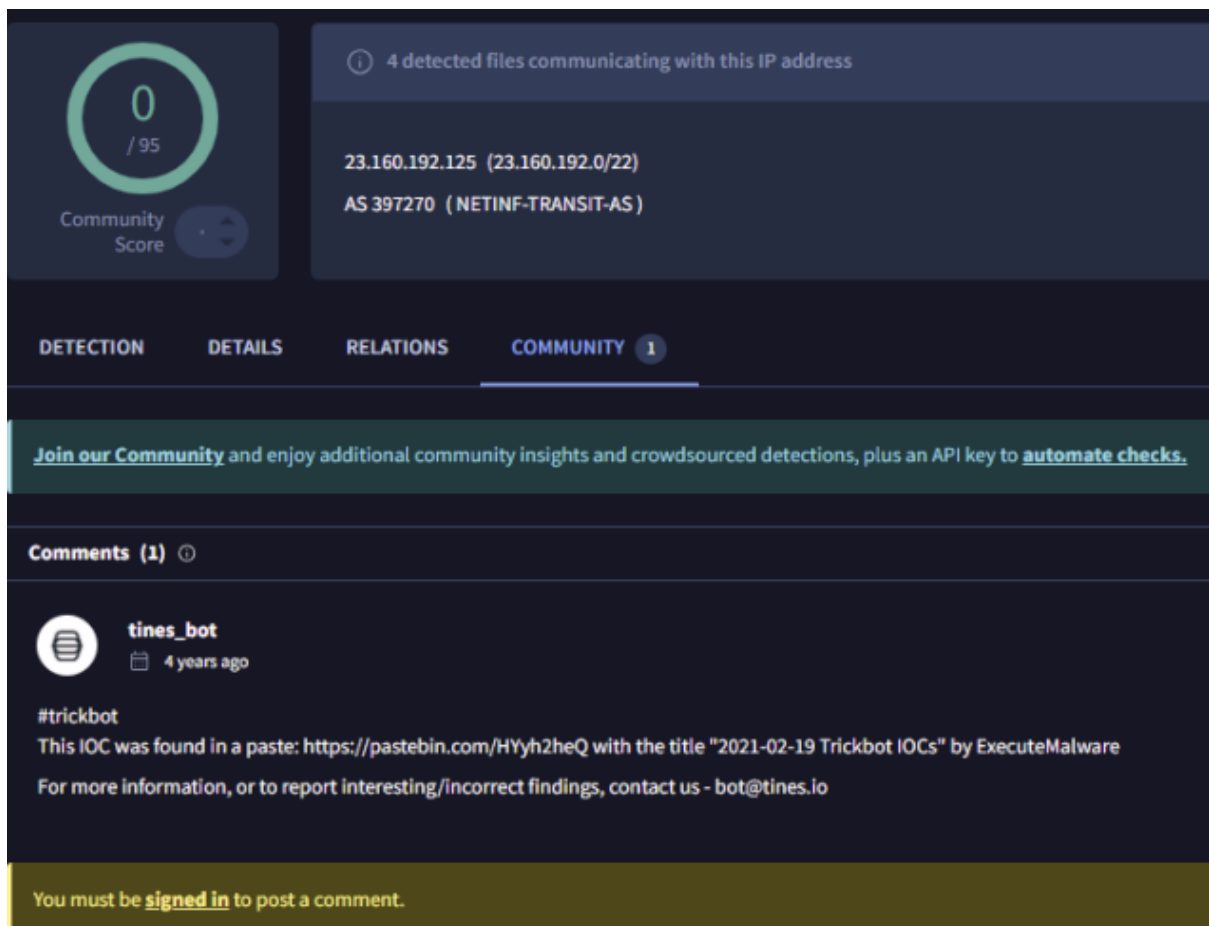 0
/ 95
Community
Score
4 detected files communicating with this IP address
23.160.192.125 (23.160.192.0/22)
AS 397270 ( NETINF-TRANSIT-AS )
DETECTION DETAILS RELATIONS COMMUNITY 1
Join our Community and enjoy additional community insights and crowdsourced detections, plus an API key to automate checks.
Comments (1)
tines_bot
4 years ago
#trickbot
This IOC was found in a paste: https://pastebin.com/HYyh2heQ with the title "2021-02-19 Trickbot IOCs" by ExecuteMalware
For more information, or to report interesting/incorrect findings, contact us - bot@tines.io
You must be signed in to post a comment.